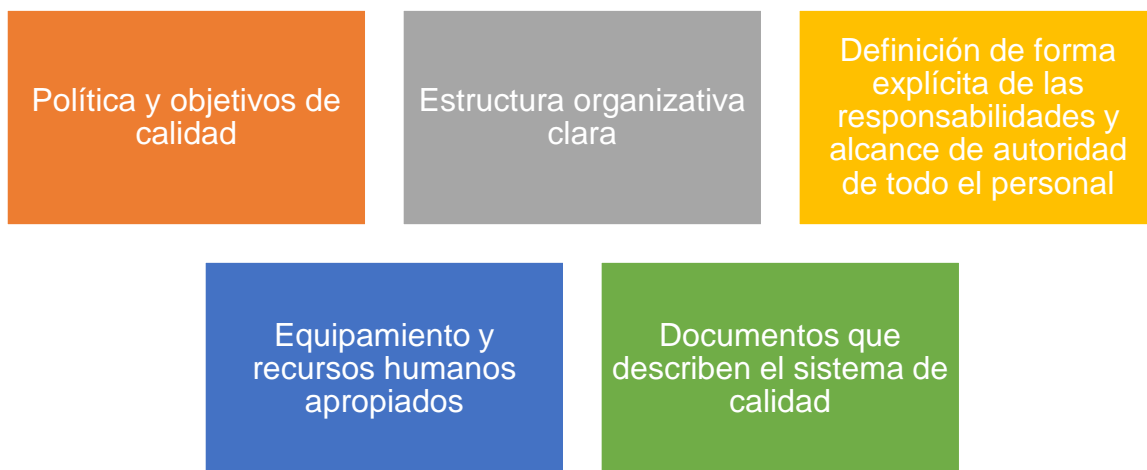 Política y objetivos de
calidad
Estructura organizativa
clara
Definición de forma
explícita de las
responsabilidades y
alcance de autoridad
de todo el personal
Equipamiento y
recursos humanos
apropiados
Documentos que
describen el sistema de
calidad